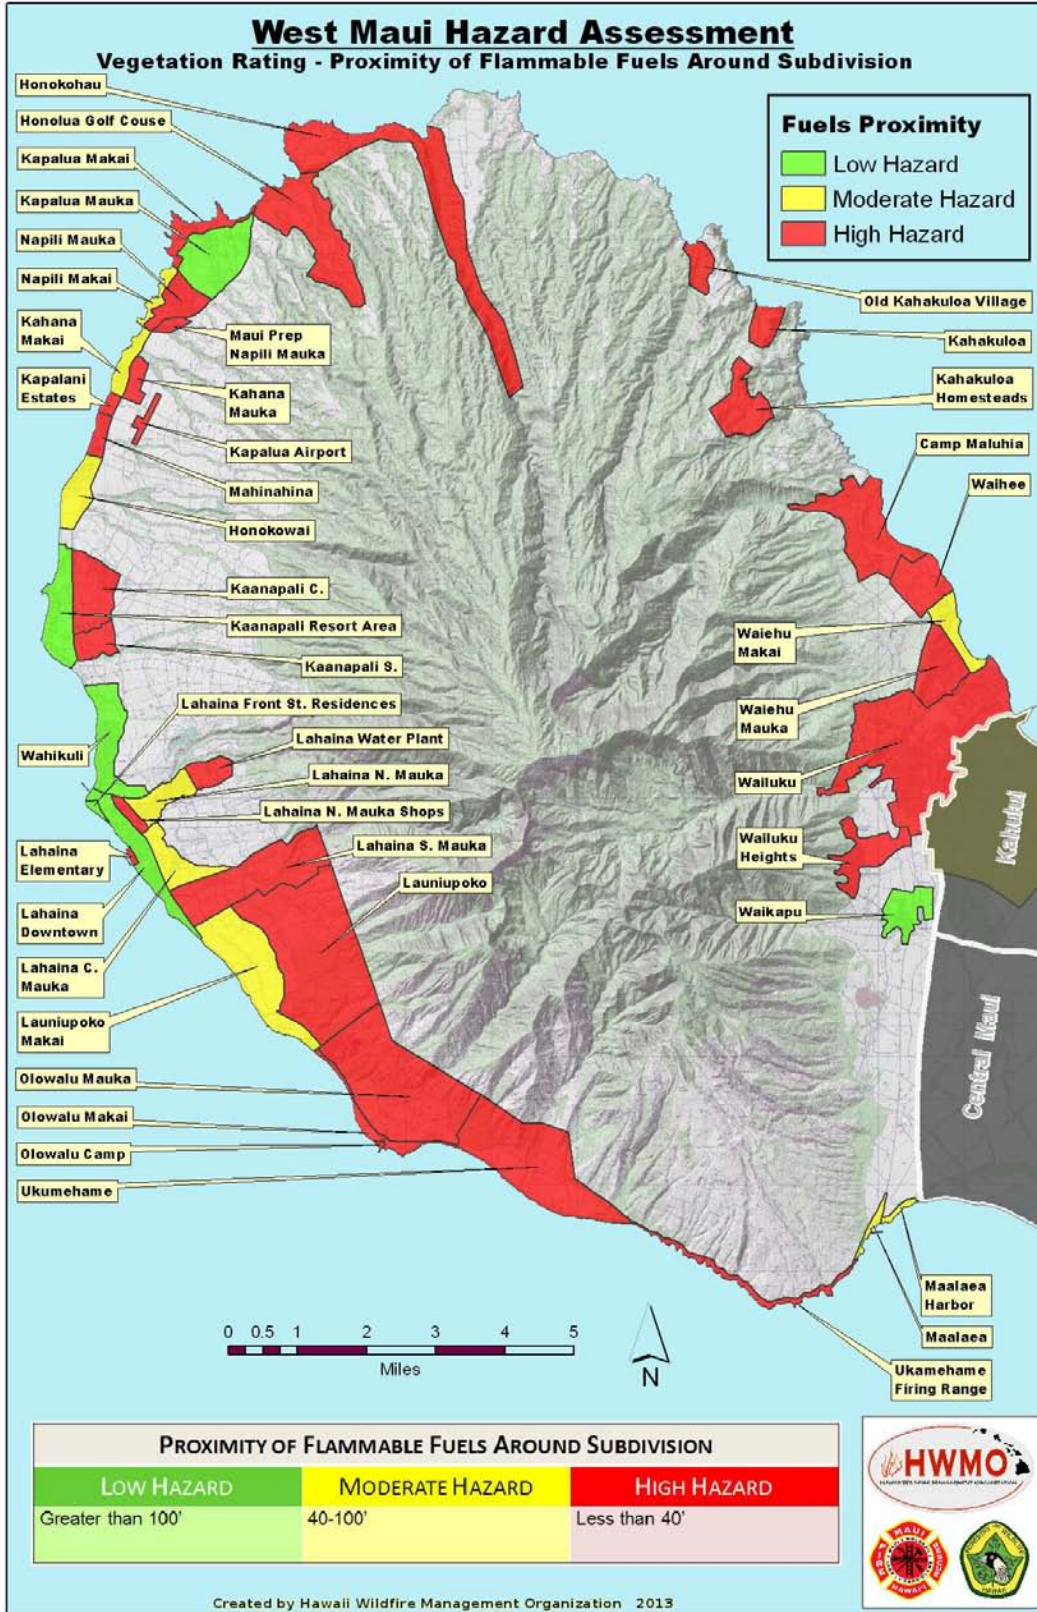 West Maui Hazard Assessment
Vegetation Rating - Proximity of Flammable Fuels Around Subdivision
Honokohau
Honolua Golf Couse
Kapalua Makai
Kapalua Mauka
Napili Mauka
Napili Makai
Kahana
Makai
Kapalani
Estates
Maui Prep
Napili Mauka
Kahana
Mauka
Kapalua Airport
Mahinahina
Honokowai
Kaanapali C.
Kaanapali Resort Area
Kaanapali S.
Lahaina Front St. Residences
Wahikuli
Lahaina Water Plant
Lahaina N. Mauka
Lahaina N. Mauka Shops
Lahaina S. Mauka
Launiupoko
Lahaina
Elementary
Lahaina
Downtown
Lahaina C.
Mauka
Launiupoko
Makai
Olowalu Mauka
Olowalu Makai
Olowalu Camp
Ukumehame
Fuels Proximity
Low Hazard
Moderate Hazard
High Hazard
Old Kahakuloa Village
Kahakuloa
Kahakuloa
Homesteads
Camp Maluhia
Waihee
Waiehu
Makai
Waiehu
Mauka
Wailuku
Wailuku
Heights
Waikapu
Kahului
Central Maui
Maalaea
Harbor
Maalaea
Ukamehame
Firing Range
0 0.5 1 2 3 4 5
Miles
N
PROXIMITY OF FLAMMABLE FUELS AROUND SUBDIVISION
LOW HAZARD
MODERATE HAZARD
HIGH HAZARD
Greater than 100'
40-100'
Less than 40'
HWMO
MAUI
FIRE
HAWAII
Created by Hawaii Wildfire Management Organization 2013